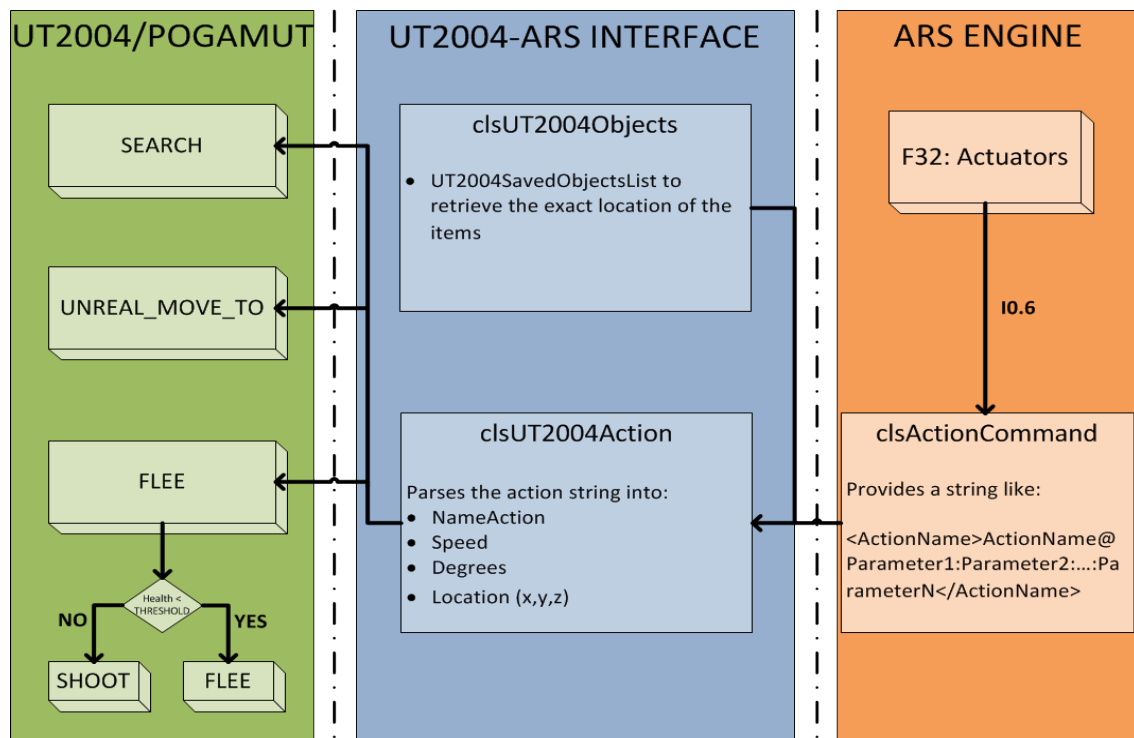 UT2004/POGAMUT
SEARCH
UNREAL_MOVE_TO
FLEE
Health <
THRESHOLD
NO
YES
SHOOT
FLEE
UT2004-ARS INTERFACE
clsUT2004Objects
• UT2004SavedObjectsList to
retrieve the exact location of the
items
clsUT2004Action
Parses the action string into:
• NameAction
• Speed
• Degrees
• Location (x,y,z)
ARS ENGINE
F32: Actuators
I0.6
clsActionCommand
Provides a string like:
<ActionName>ActionName@
Parameter1:Parameter2:...:Pa
rameterN</ActionName>